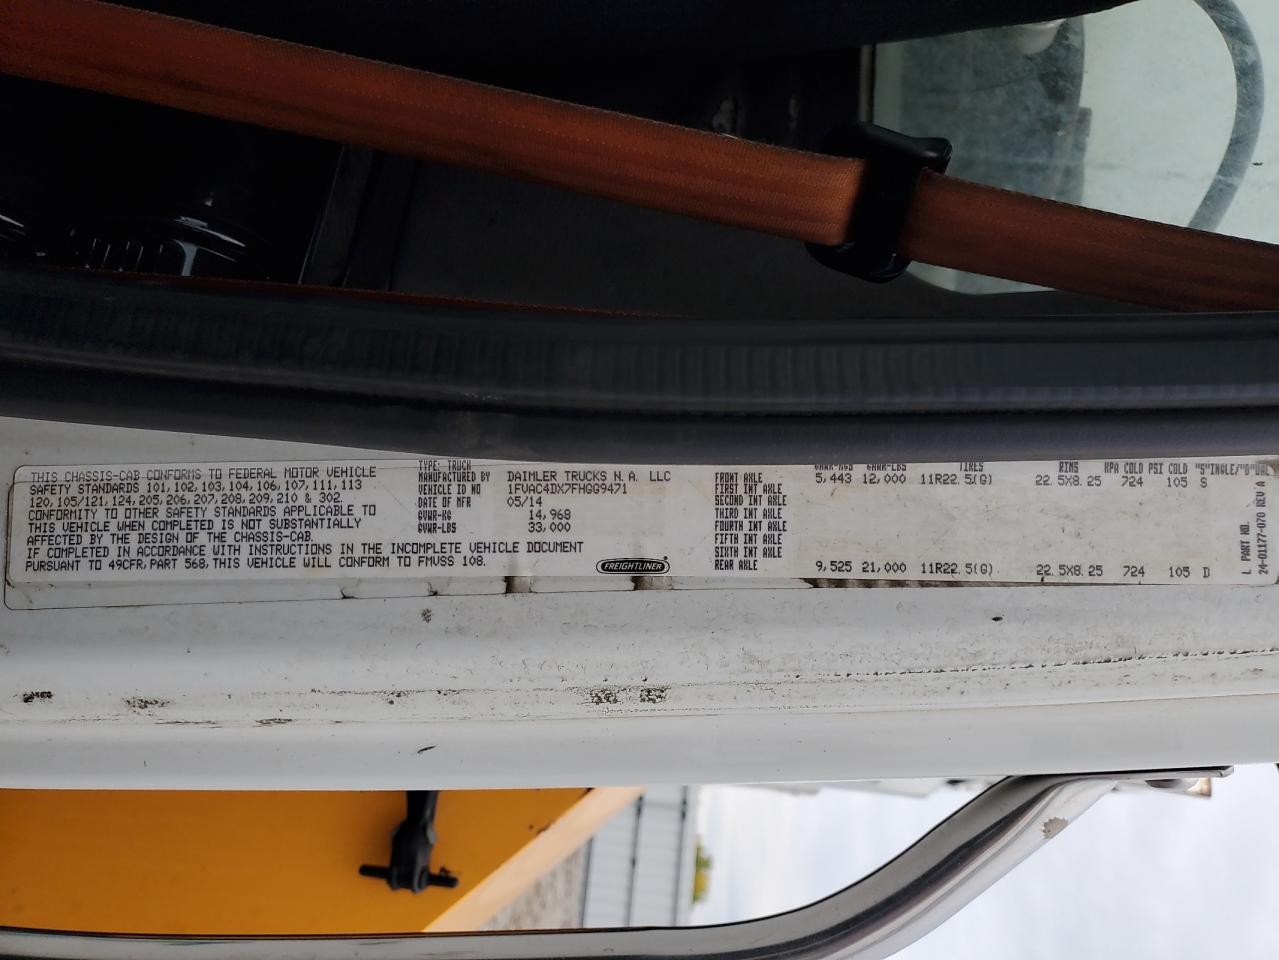 THIS CHASSIS-CAB CONFORMS TO FEDERAL MOTOR VEHICLE
SAFETY STANDARDS 101, 102, 103, 104, 106, 107, 111, 113
120, 105/121, 124, 205, 206, 207, 208, 209, 210 & 302.
CONFORMITY TO OTHER SAFETY STANDARDS APPLICABLE TO
THIS VEHICLE WHEN COMPLETED IS NOT SUBSTANTIALLY
AFFECTED BY THE DESIGN OF THE CHASSIS-CAB.
IF COMPLETED IN ACCORDANCE WITH INSTRUCTIONS IN THE INCOMPLETE VEHICLE DOCUMENT
PURSUANT TO 49CFR, PART 568, THIS VEHICLE WILL CONFORM TO FMVSS 108.
TYPE: TRUCK
MANUFACTURED BY DAIMLER TRUCKS N.A. LLC
VEHICLE ID NO 1FVAC4DX7FHGG9471
DATE OF MFR 05/14
GVWR-KG 14,968
GVWR-LBS 33,000
FREIGHTLINER
GAWR-KGS GAWR-LBS TIRES RIMS KPA COLD PSI COLD "S"INGLE/"D"UAL
FRONT AXLE 5,443 12,000 11R22.5(G) 22.5X8.25 724 105 S
FIRST INT AXLE
SECOND INT AXLE
THIRD INT AXLE
FOURTH INT AXLE
FIFTH INT AXLE
SIXTH INT AXLE
REAR AXLE 9,525 21,000 11R22.5(G) 22.5X8.25 724 105 D
L PART NO.
24-01177-070 REV A